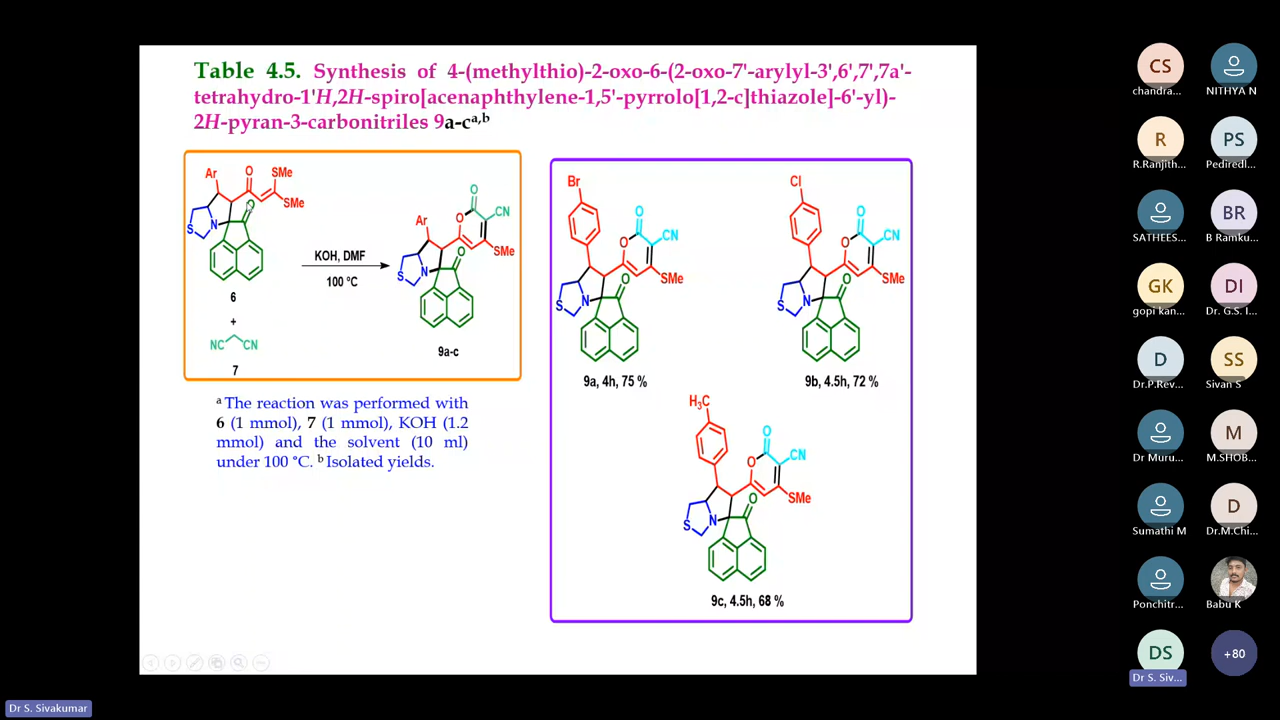 Table 4.5. Synthesis of 4-(methylthio)-2-oxo-6-(2-oxo-7'-arylyl-3',6',7',7a'-
tetrahydro-1'H,2H-spiro[acenaphthylene-1,5'-pyrrolo[1,2-c]thiazole]-6'-yl)-
2H-pyran-3-carbonitriles 9a-ca,b
Ar
O
SMe
SMe
O
S
N
6
+
NC
CN
7
KOH, DMF
100 °C
O
CN
O
Ar
SMe
O
S
N
9a-c
a The reaction was performed with
6 (1 mmol), 7 (1 mmol), KOH (1.2
mmol) and the solvent (10 ml)
under 100 °C. b Isolated yields.
Br
O
CN
O
SMe
O
S
N
9a, 4h, 75 %
Cl
O
CN
O
SMe
O
S
N
9b, 4.5h, 72 %
H3C
O
CN
O
SMe
O
S
N
9c, 4.5h, 68 %
CS
chandra...
NITHYA N
R
R.Ranjith...
PS
Pediredl...
SATHEES...
BR
B Ramku...
GK
gopi kan...
DI
Dr. G.S. I...
D
Dr.P.Rev...
SS
Sivan S
Dr Muru...
M
M.SHOB...
Sumathi M
D
Dr.M.Chi...
Ponchitr...
Babu K
DS
Dr S. Siv...
+80
Dr S. Sivakumar